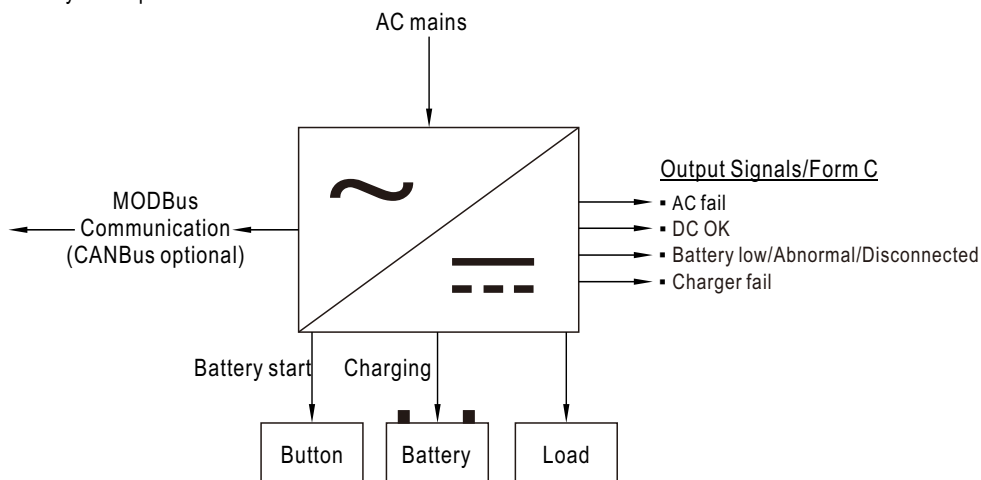 AC mains
Output Signals/Form C
▪ AC fail
▪ DC OK
▪ Battery low/Abnormal/Disconnected
▪ Charger fail
MODBus
Communication
(CANBus optional)
Battery start
Charging
Button
Battery
Load